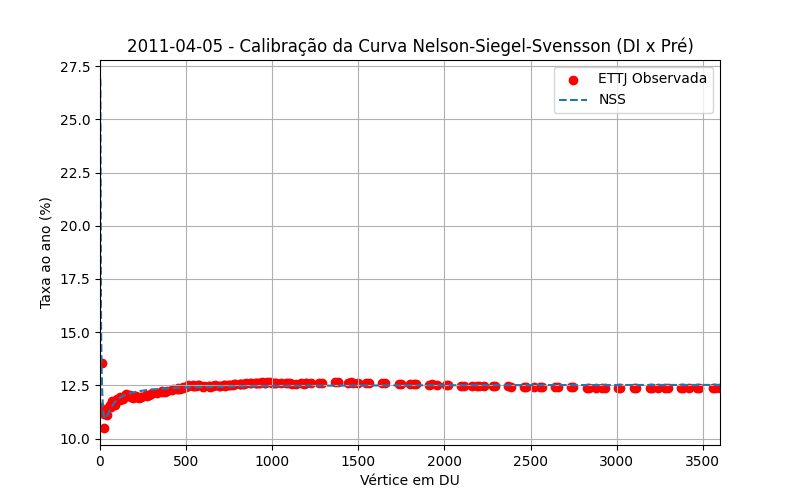 2011-04-05 - Calibração da Curva Nelson-Siegel-Svensson (DI x Pré)
27.5
25.0
22.5
20.0
17.5
15.0
12.5
10.0
Taxa ao ano (%)
ETTJ Observada
NSS
0 500 1000 1500 2000 2500 3000 3500
Vértice em DU